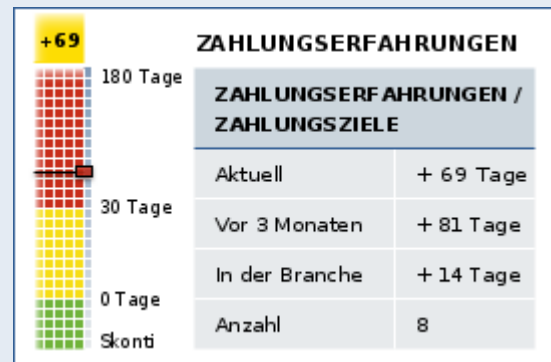 +69
180 Tage
30 Tage
0 Tage
Skonti
ZAHLUNGSERFAHRUNGEN
ZAHLUNGSERFAHRUNGEN /
ZAHLUNGSZIELE
Aktuell + 69 Tage
Vor 3 Monaten + 81 Tage
In der Branche + 14 Tage
Anzahl 8